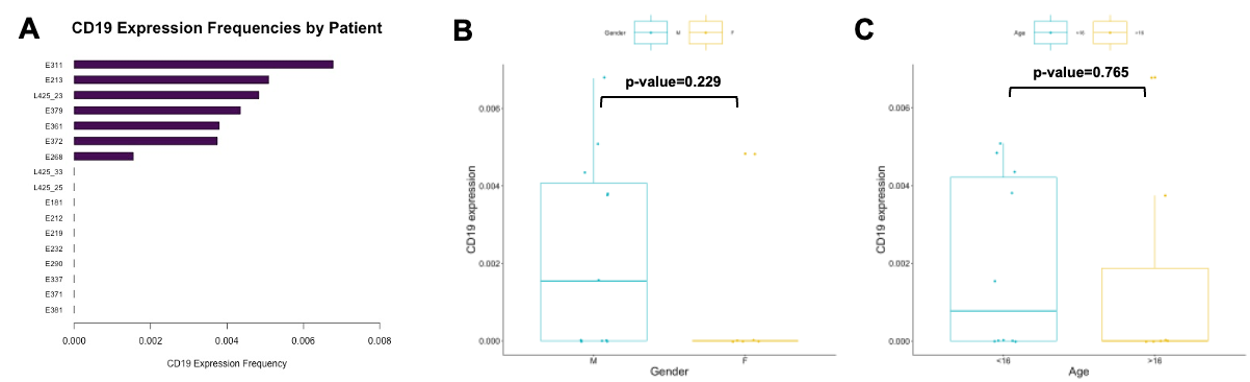 A
CD19 Expression Frequencies by Patient
E311
E213
L425_23
E379
E361
E372
E268
L425_33
L425_25
E181
E212
E219
E232
E290
E337
E371
E381
0.000 0.002 0.004 0.006 0.008
CD19 Expression Frequency
B
Gender M F
p-value=0.229
CD19 expression
0.006
0.004
0.002
0.000
M F
Gender
C
Age <16 >16
p-value=0.765
CD19 expression
0.006
0.004
0.002
0.000
<16 >16
Age